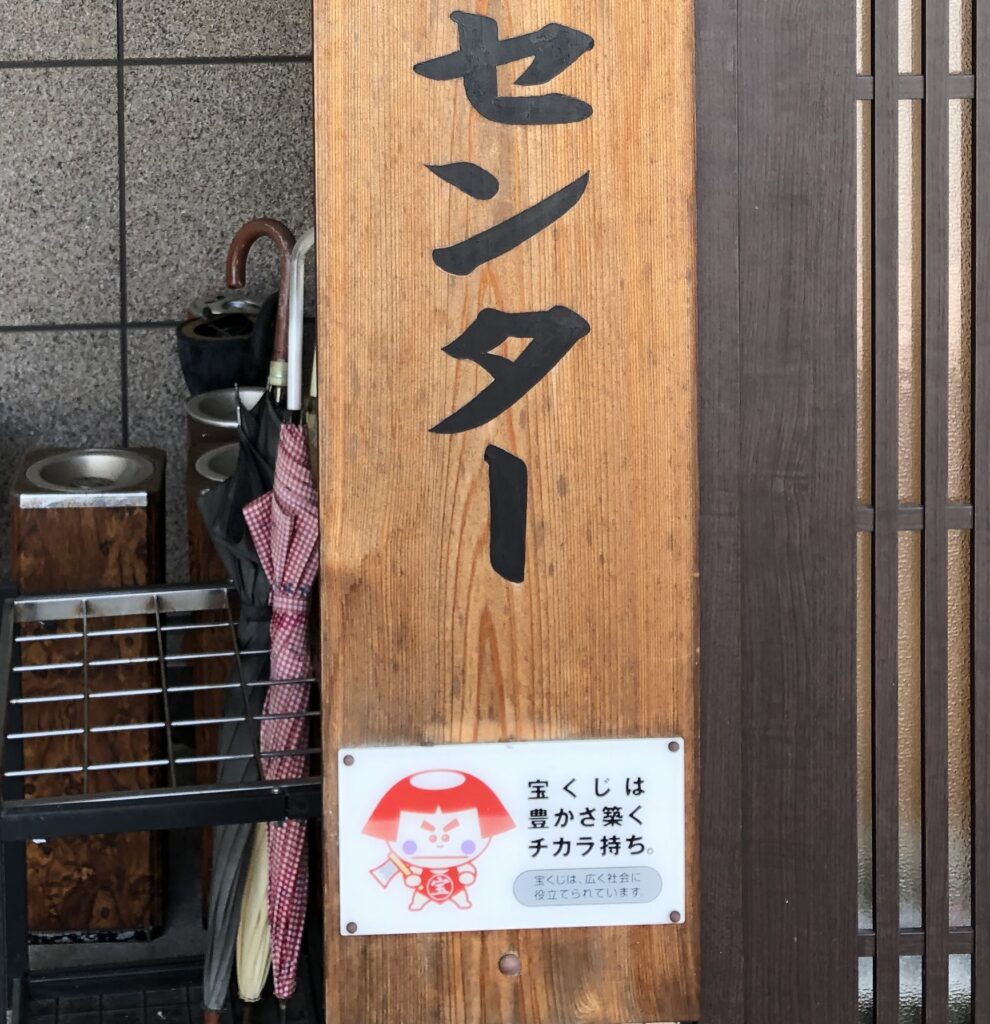 センター
宝くじは
豊かさ築く
チカラ持ち。
宝くじは、広く社会に
役立てられています。
宝